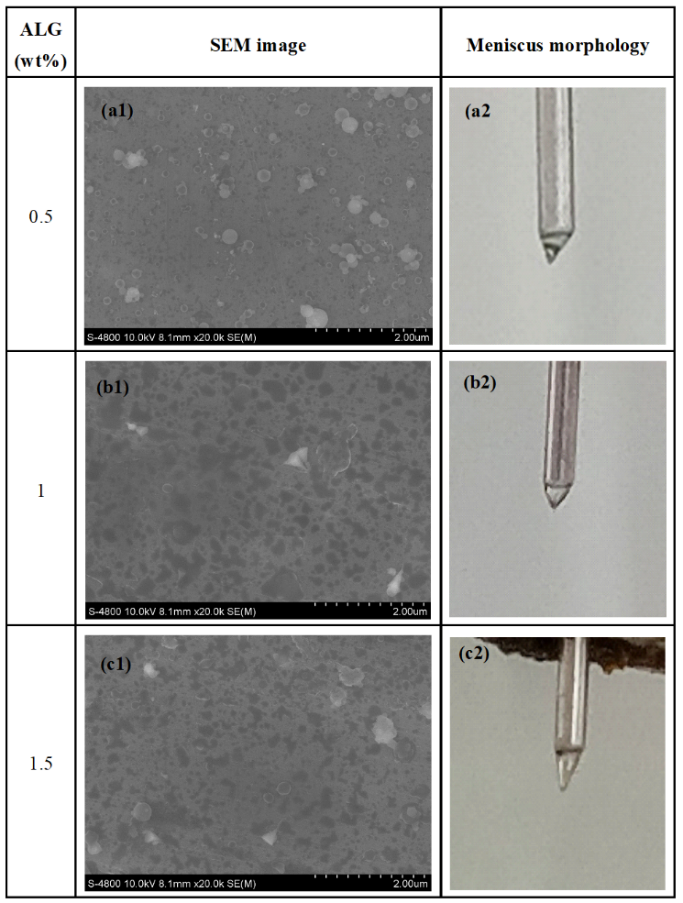 ALG
(wt%)
SEM image
Meniscus morphology
0.5
(a1)
S-4800 10.0kV 8.1mm x20.0k SE(M)
2.00um
(a2
1
(b1)
S-4800 10.0kV 8.1mm x20.0k SE(M)
2.00um
(b2)
1.5
(c1)
S-4800 10.0kV 8.1mm x20.0k SE(M)
2.00um
(c2)